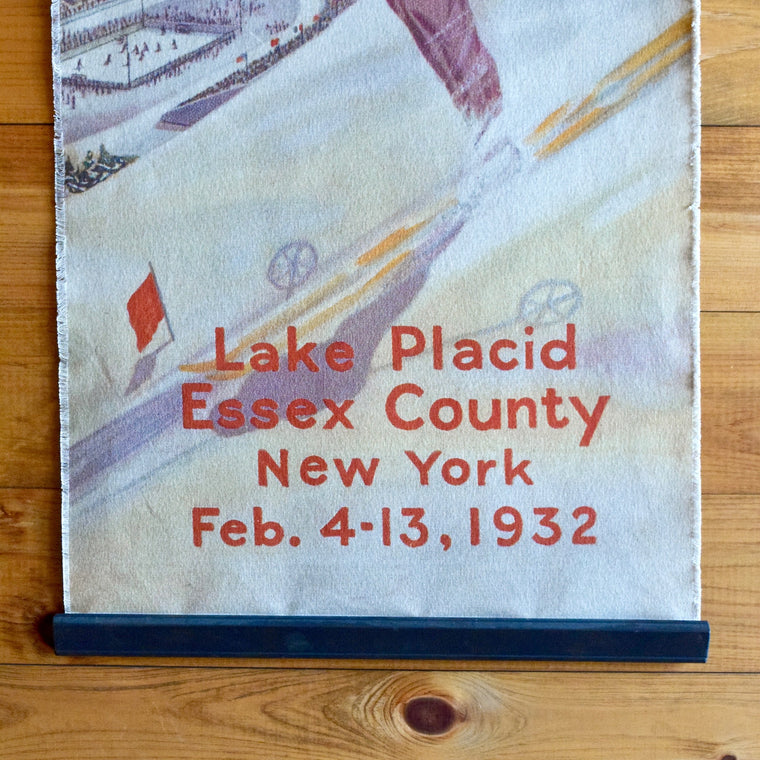 Lake Placid
Essex County
New York
Feb. 4-13, 1932